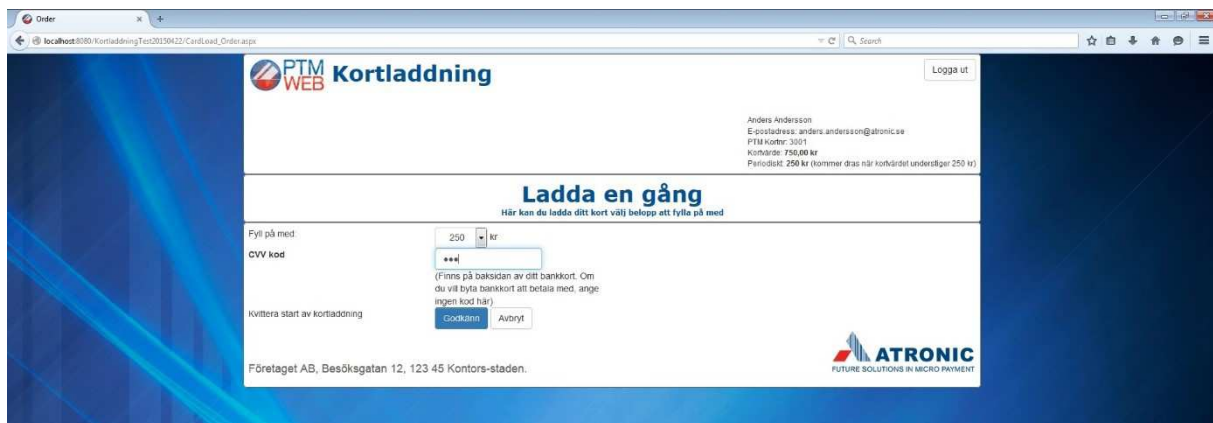 Order
localhost:8080/KortladdningTest20150422/CardLoad_Order.aspx
Search
PTM WEB Kortladdning
Logga ut
Anders Andersson
E-postadress: anders.andersson@atronic.se
PTM Kortnr: 3001
Kortvärde: 750,00 kr
Periodiskt: 250 kr (kommer dras när kortvärdet understiger 250 kr)
Ladda en gång
Här kan du ladda ditt kort välj belopp att fylla på med
Fyll på med:
250 kr
CVV kod
(Finns på baksidan av ditt bankkort. Om
du vill byta bankkort att betala med, ange
ingen kod här)
Kvittera start av kortladdning
Godkänn Avbryt
ATRONIC
FUTURE SOLUTIONS IN MICRO PAYMENT
Företaget AB, Besöksgatan 12, 123 45 Kontors-staden.